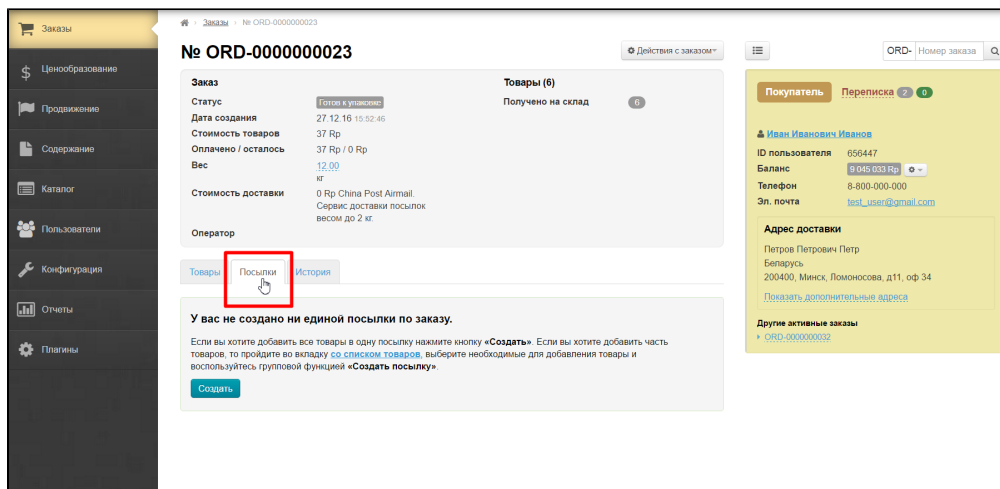 Заказы
Ценообразование
Продвижение
Содержание
Каталог
Пользователи
Конфигурация
Отчеты
Плагины
Заказы № ORD-0000000023
№ ORD-0000000023
Действия с заказом
Заказ
Статус Готов к упаковке
Дата создания 27.12.16 15:52:46
Стоимость товаров 37 Rp
Оплачено / осталось 37 Rp / 0 Rp
Вес 12.00
кг
Стоимость доставки 0 Rp China Post Airmail.
Сервис доставки посылок
весом до 2 кг.
Оператор
Товары (6)
Получено на склад 6
Товары Посылки История
У вас не создано ни единой посылки по заказу.
Если вы хотите добавить все товары в одну посылку нажмите кнопку «Создать». Если вы хотите добавить часть
товаров, то пройдите во вкладку со списком товаров, выберите необходимые для добавления товары и
воспользуйтесь групповой функцией «Создать посылку».
Создать
ORD- Номер заказа
Покупатель Переписка 2 0
Иван Иванович Иванов
ID пользователя 656447
Баланс 9 045 033 Rp
Телефон 8-800-000-000
Эл. почта test_user@gmail.com
Адрес доставки
Петров Петрович Петр
Беларусь
200400, Минск, Ломоносова, д11, оф 34
Показать дополнительные адреса
Другие активные заказы
ORD-0000000032